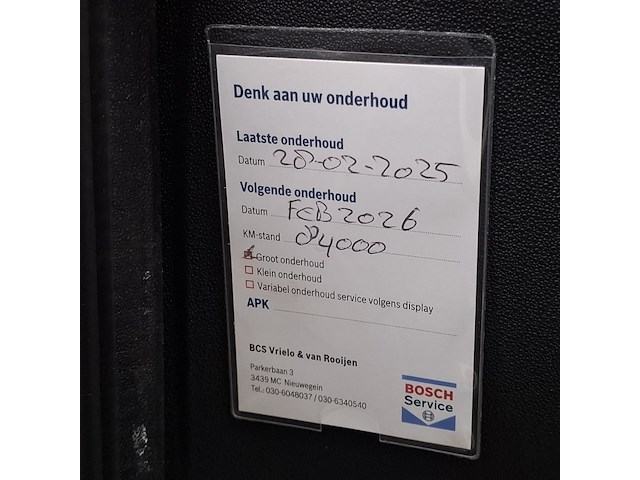 Denk aan uw onderhoud
Laatste onderhoud
Datum 28-02-2025
Volgende onderhoud
Datum FEB 2026
KM-stand 84000
Groot onderhoud
Klein onderhoud
Variabel onderhoud service volgens display
APK
BCS Vrielo & van Rooijen
Parkerbaan 3
3439 MC Nieuwegein
Tel.: 030-6048037 / 030-6340540
BOSCH
Service